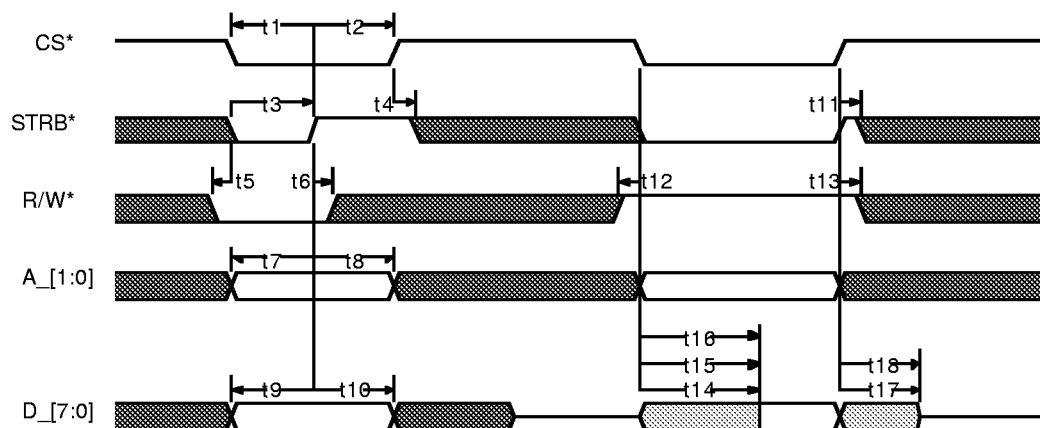 t1 t2
CS*
t3 t4 t11
STRB*
t5 t6 t12 t13
R/W*
t7 t8
A_[1:0]
t16
t15 t18
t9 t10 t14 t17
D_[7:0]